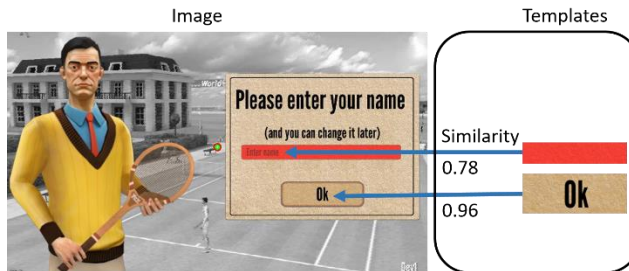 Image
Templates
World
Please enter your name
(and you can change it later)
Enter name
Ok
Similarity
0.78
0.96
Ok